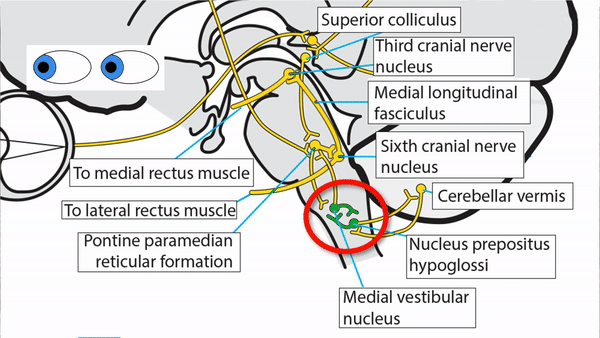 Superior colliculus
Third cranial nerve
nucleus
Medial longitudinal
fasciculus
Sixth cranial nerve
nucleus
To medial rectus muscle
Cerebellar vermis
To lateral rectus muscle
Pontine paramedian
reticular formation
Nucleus prepositus
hypoglossi
Medial vestibular
nucleus